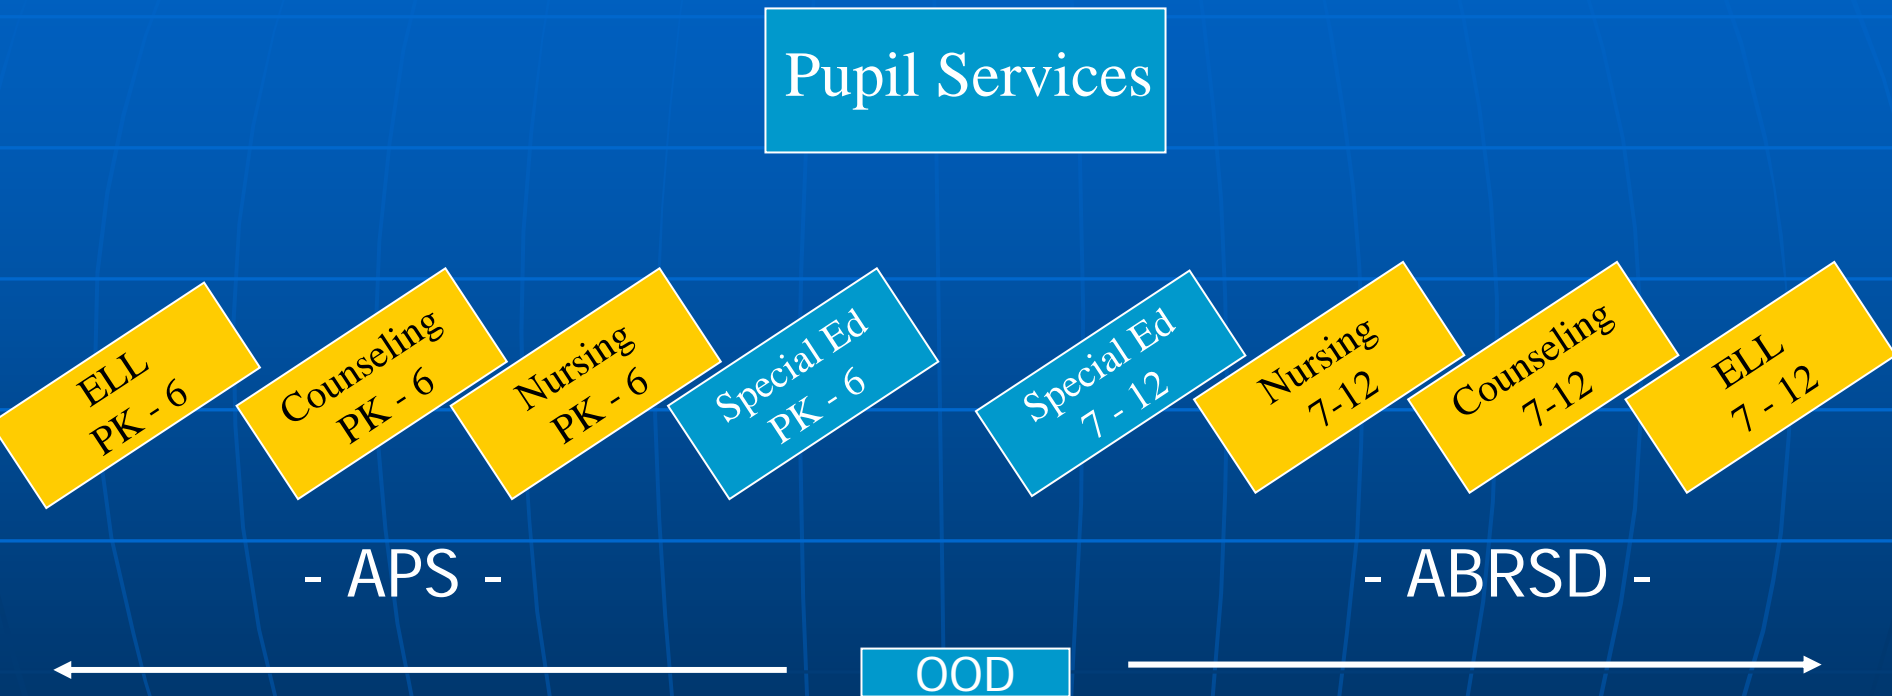 Pupil Services
ELL
PK - 6
Counseling
PK - 6
Nursing
PK - 6
Special Ed
PK - 6
Special Ed
7 - 12
Nursing
7-12
Counseling
7-12
ELL
7 - 12
- APS -
- ABRSD -
OOD